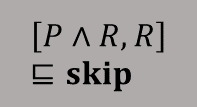 [P ∧ R, R]
⊑ skip